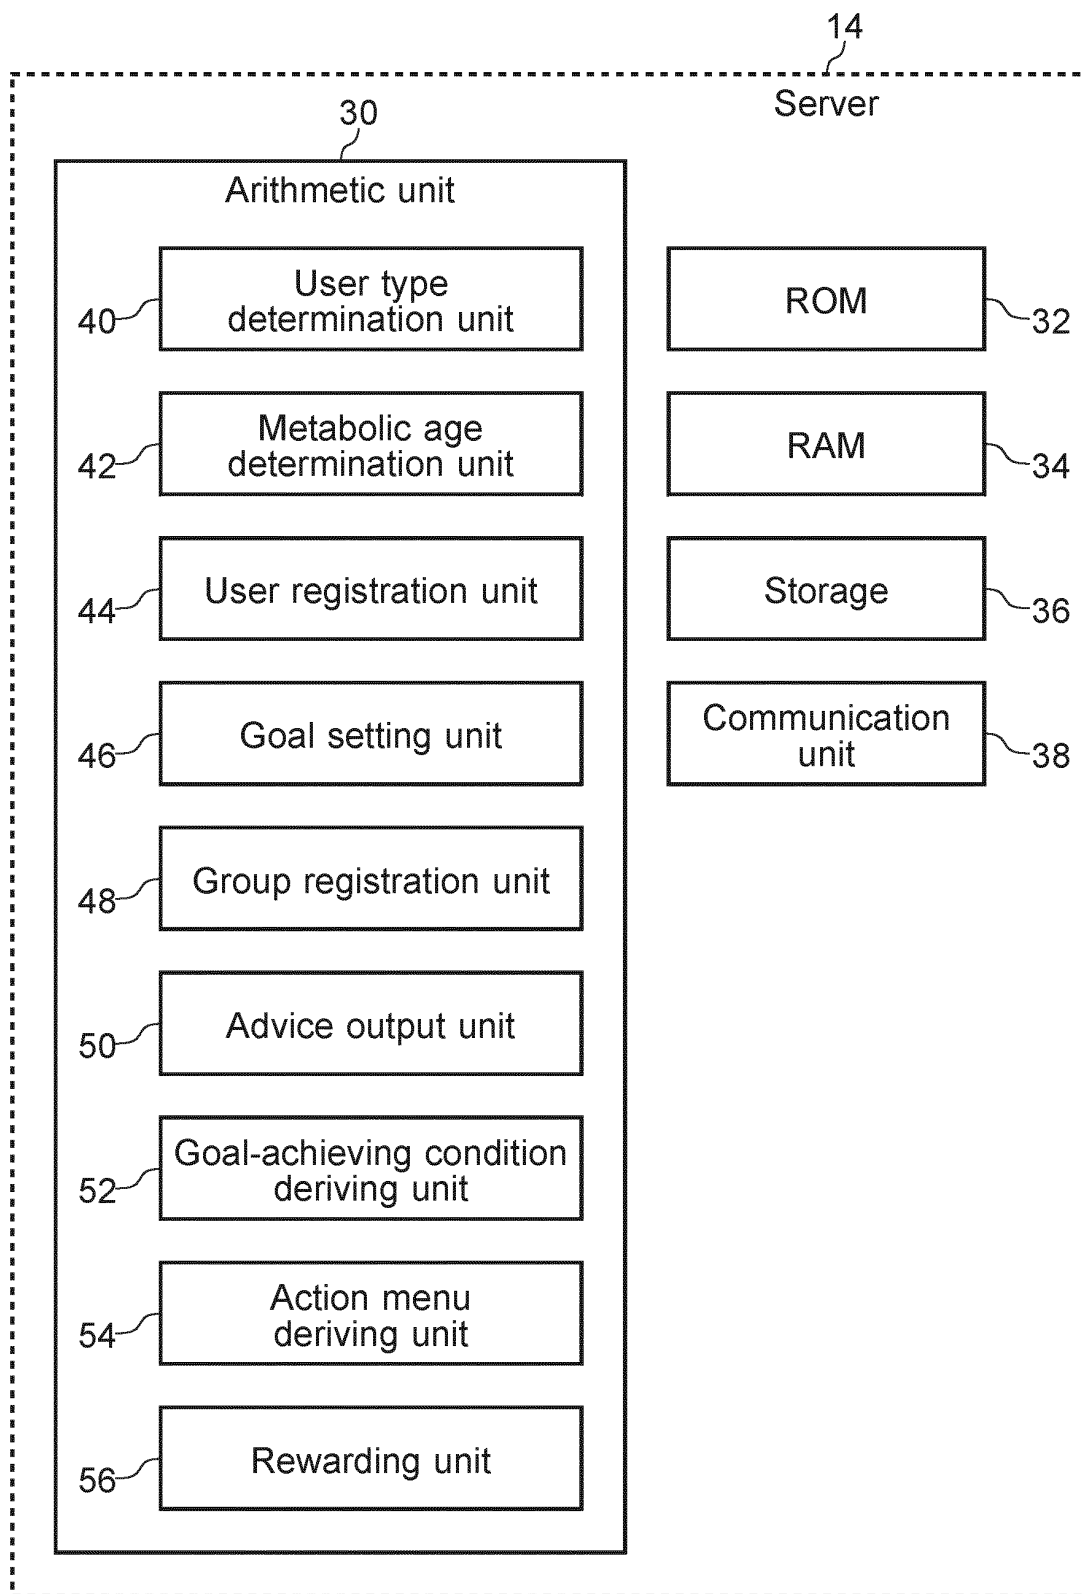 14
Server
30
Arithmetic unit
User type
determination unit
40
ROM
32
Metabolic age
determination unit
42
RAM
34
User registration unit
44
Storage
36
Goal setting unit
46
Communication
unit
38
Group registration unit
48
Advice output unit
50
Goal-achieving condition
deriving unit
52
Action menu
deriving unit
54
Rewarding unit
56